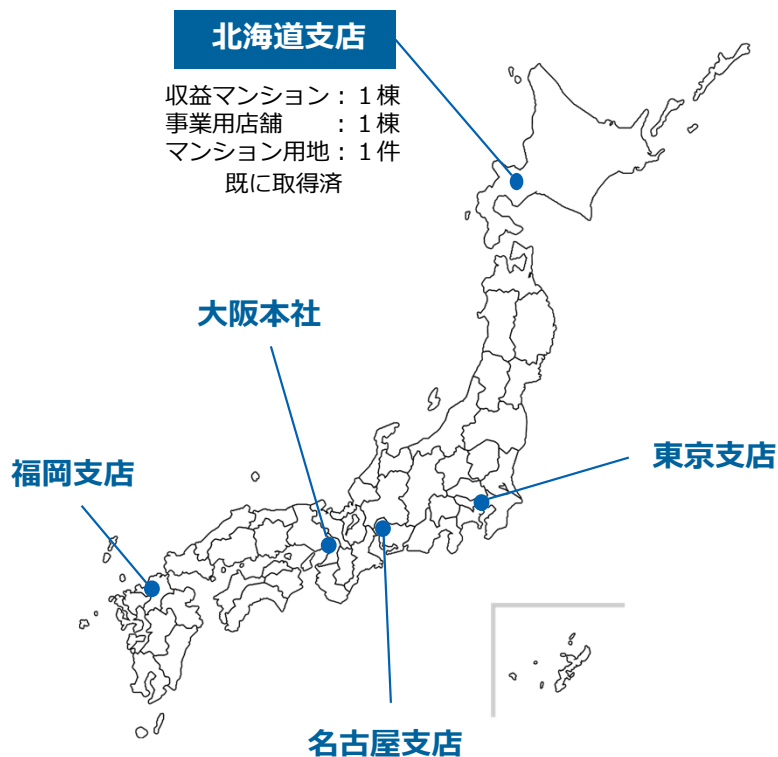 北海道支店
収益マンション：１棟
事業用店舗　　：１棟
マンション用地：１件
既に取得済
大阪本社
東京支店
福岡支店
名古屋支店